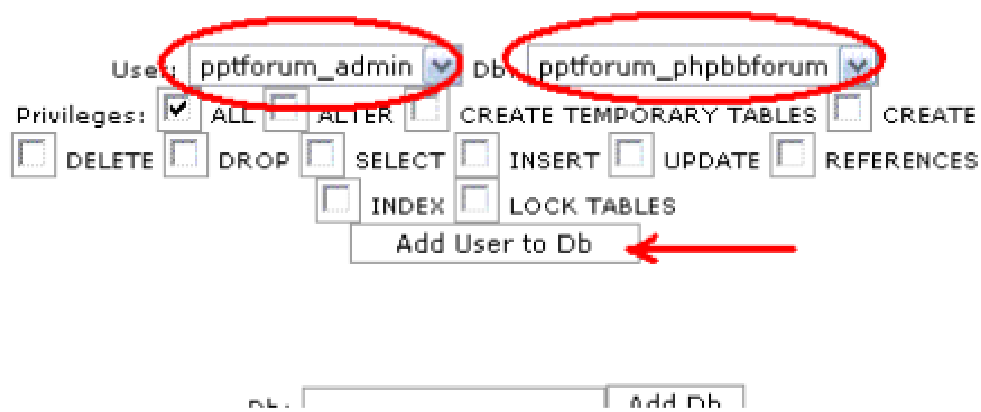 User: pptforum_admin Db: pptforum_phpbbforum
Privileges: ALL ALTER CREATE TEMPORARY TABLES CREATE
DELETE DROP SELECT INSERT UPDATE REFERENCES
INDEX LOCK TABLES
Add User to Db
Db: Add Db